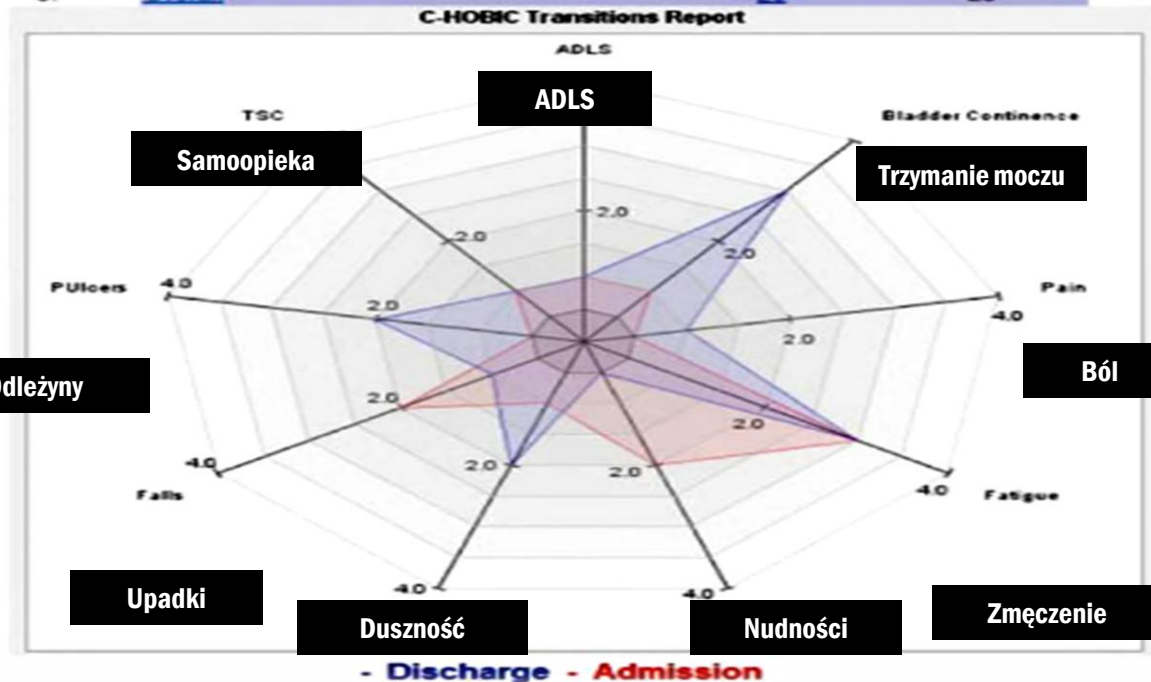 C-HOBIC Transitions Report
ADLS
ADLS
TSC
Samoopieka
Bladder Continence
Trzymanie moczu
2.0
2.0
2.0
PUlcers
4.0
2.0
Pain
4.0
2.0
Ból
dleżyny
2.0
4.0
Falls
2.0
4.0
Fatigue
2.0
2.0
4.0
4.0
Upadki
Duszność
Nudności
Zmęczenie
- Discharge - Admission